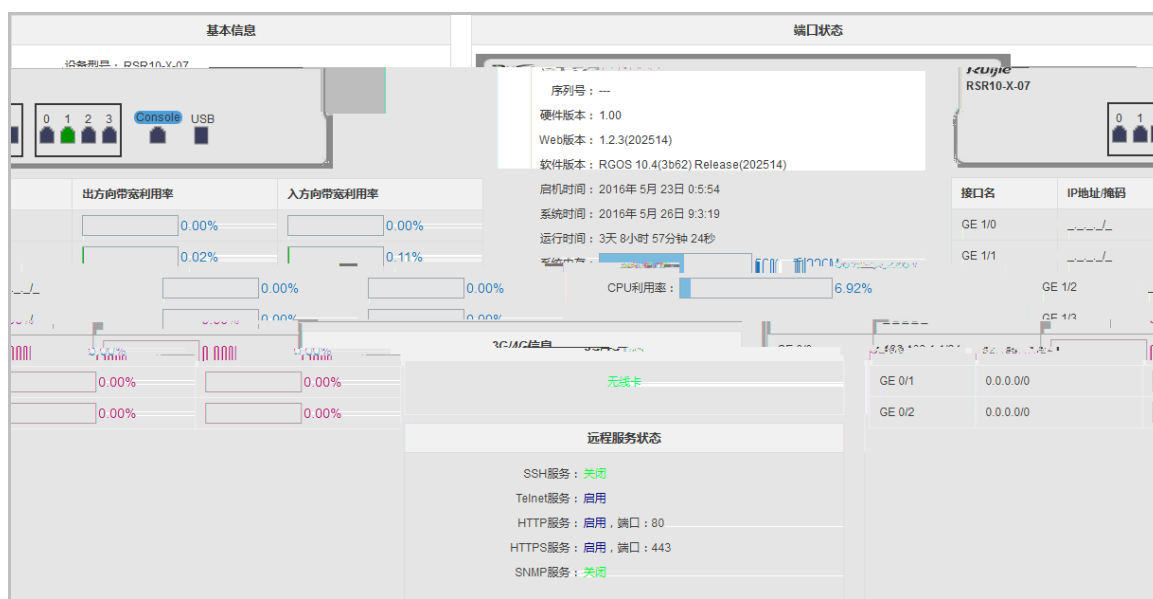 基本信息
端口状态
设备型号： RSR10-X-07
Ruijie
RSR10-X-07
序列号： ---
硬件版本： 1.00
Web版本： 1.2.3(202514)
软件版本： RGOS 10.4(3b62) Release(202514)
启机时间： 2016年 5月 23日 0:5:54
系统时间： 2016年 5月 26日 9:3:19
运行时间： 3天 8小时 57分钟 24秒
系统内存：
0 1 2 3 Console USB
0 1
出方向带宽利用率 入方向带宽利用率
0.00% 0.00%
0.02% 0.11%
接口名 IP地址/掩码
GE 1/0 _._._._/_
GE 1/1 _._._._/_
0.00% 0.00%
CPU利用率： 6.92%
GE 1/2
0.00% 0.00%
GE 1/3
3G/4G信息
无线卡
0.00% 0.00%
GE 0/1 0.0.0.0/0
0.00% 0.00%
GE 0/2 0.0.0.0/0
远程服务状态
SSH服务： 关闭
Telnet服务： 启用
HTTP服务： 启用，端口：80
HTTPS服务： 启用，端口：443
SNMP服务： 关闭